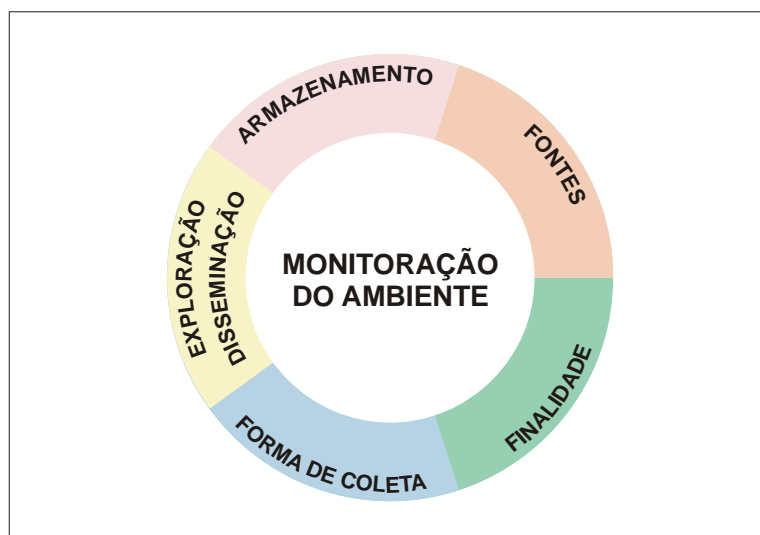 ARMAZENAMENTO
FONTES
EXPLORAÇÃO
DISSEMINAÇÃO
MONITORAÇÃO
DO AMBIENTE
FINALIDADE
FORMA DE COLETA